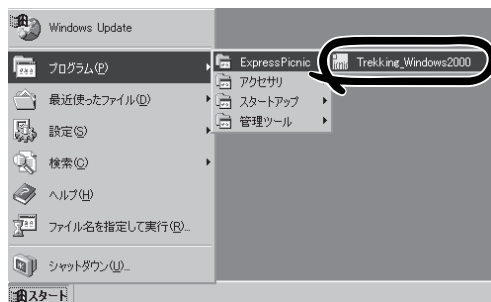 Windows Update
プログラム(P)
最近使ったファイル(D)
設定(S)
検索(C)
ヘルプ(H)
ファイル名を指定して実行(R)...
シャットダウン(U)...
スタート
ExpressPicnic
アクセサリ
スタートアップ
管理ツール
Trekking_Windows2000